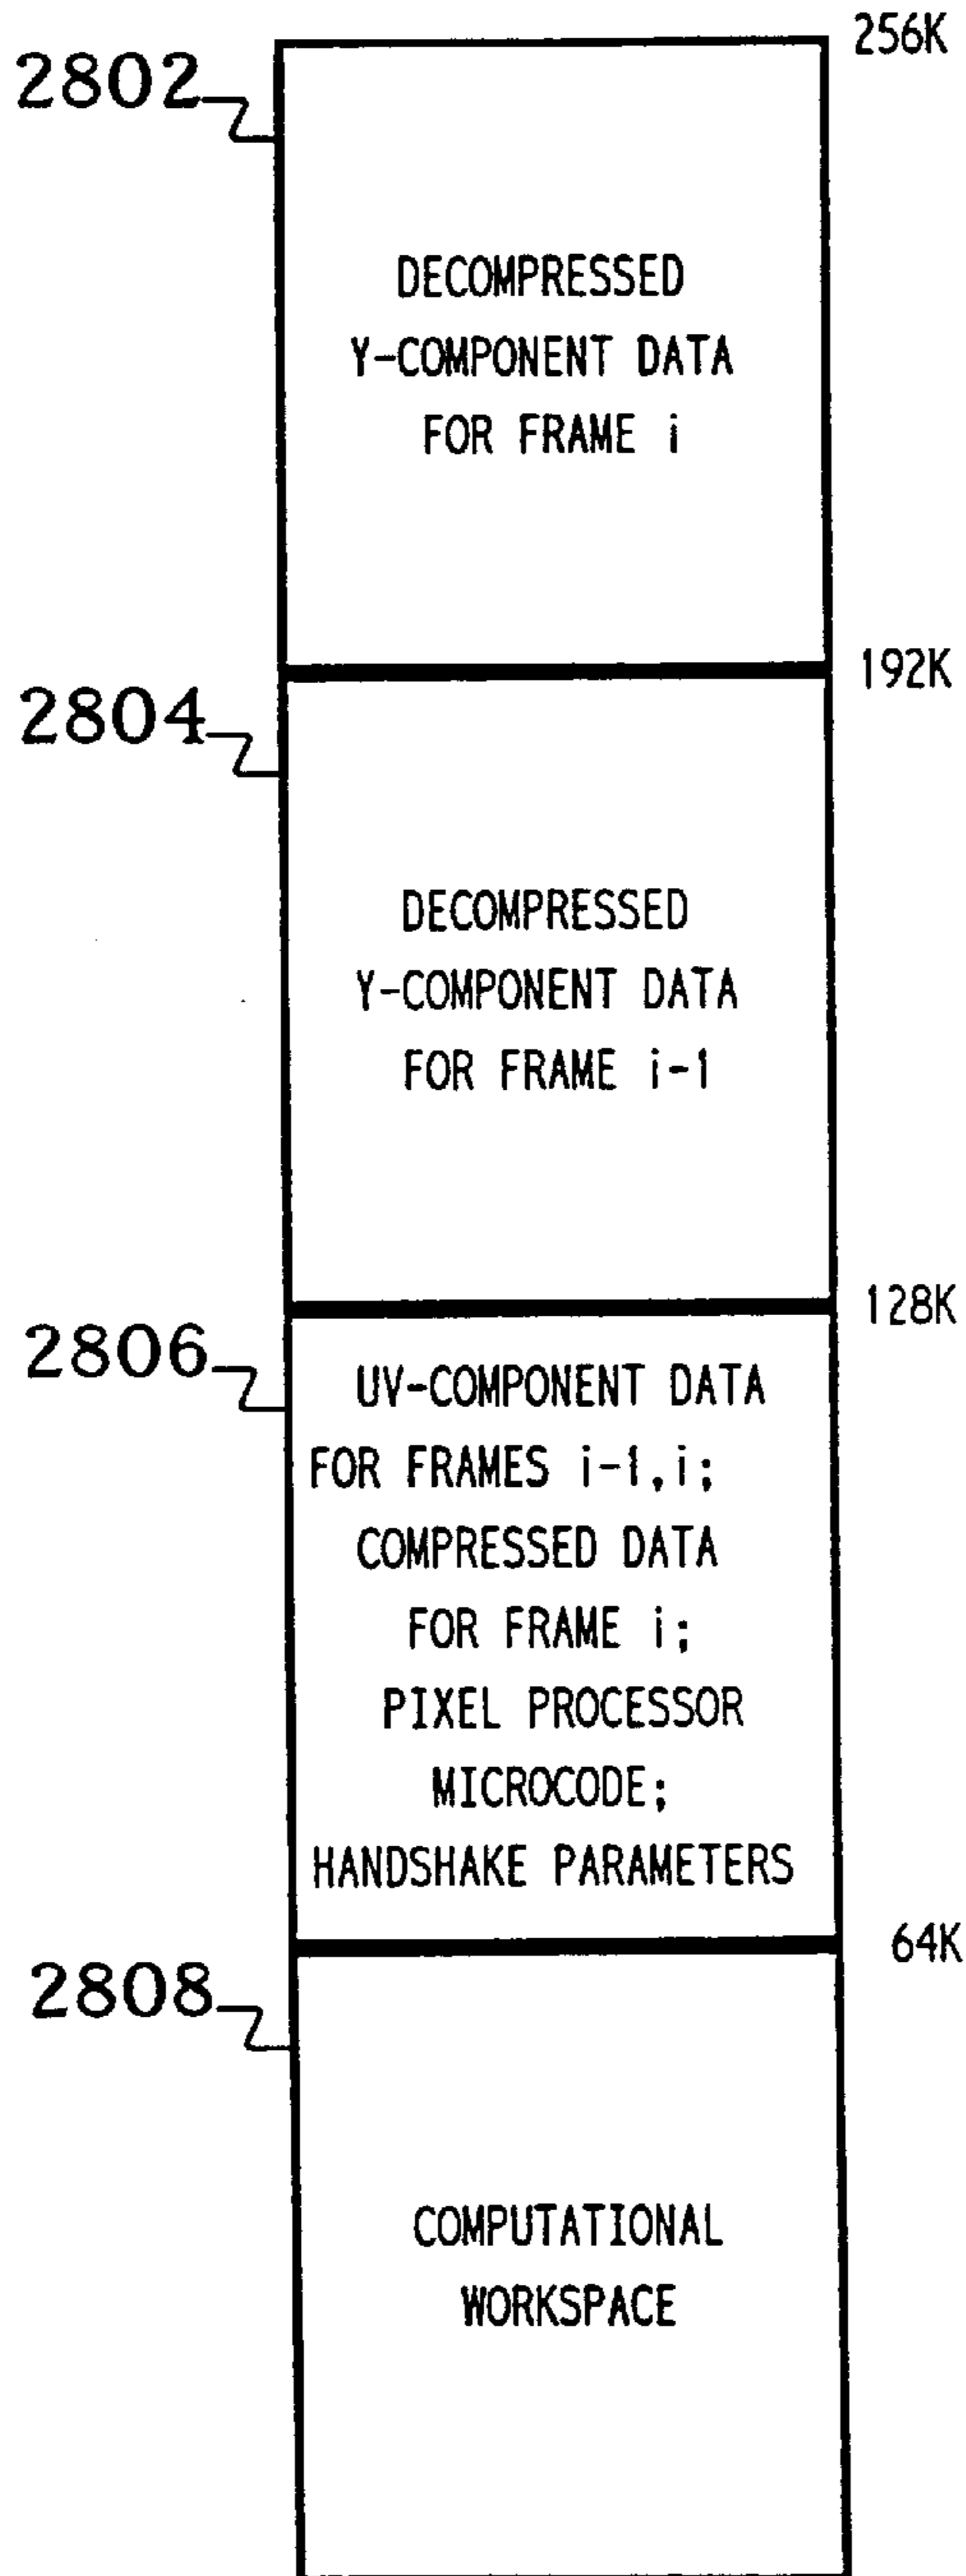 256K
2802
DECOMPRESSED
Y-COMPONENT DATA
FOR FRAME i
192K
2804
DECOMPRESSED
Y-COMPONENT DATA
FOR FRAME i-1
128K
2806
UV-COMPONENT DATA
FOR FRAMES i-1,i;
COMPRESSED DATA
FOR FRAME i;
PIXEL PROCESSOR
MICROCODE;
HANDSHAKE PARAMETERS
64K
2808
COMPUTATIONAL
WORKSPACE